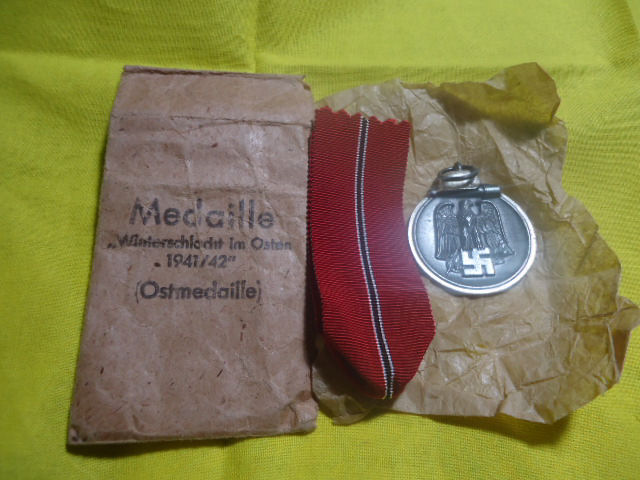 Medaille
„Winterschlacht im Osten
1941/42"
(Ostmedaille)